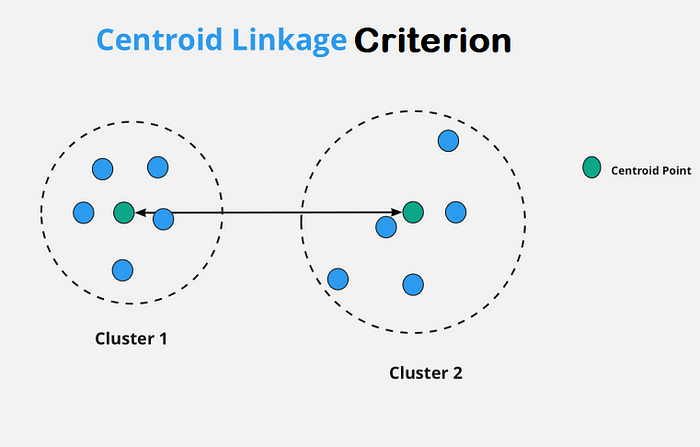 Centroid Linkage Criterion
Centroid Point
Cluster 1
Cluster 2